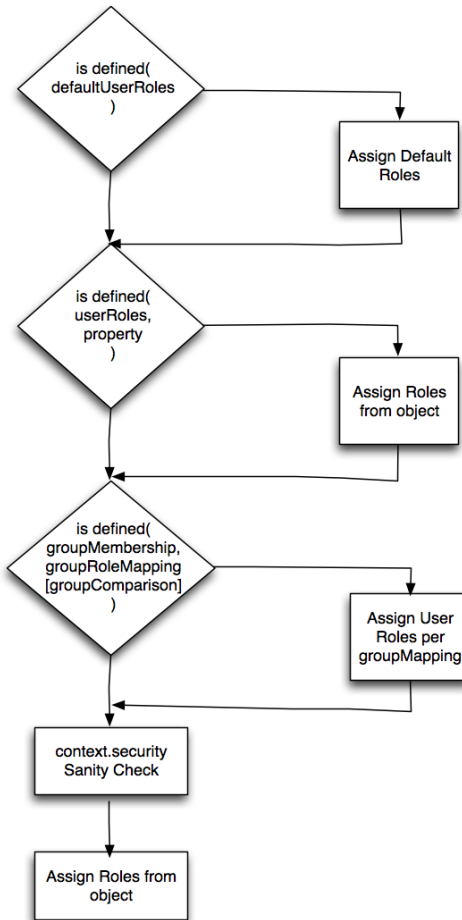 is defined(
defaultUserRoles
)
Assign Default
Roles
is defined(
userRoles,
property
)
Assign Roles
from object
is defined(
groupMembership,
groupRoleMapping
[groupComparison]
)
Assign User
Roles per
groupMapping
context.security
Sanity Check
Assign Roles from
object